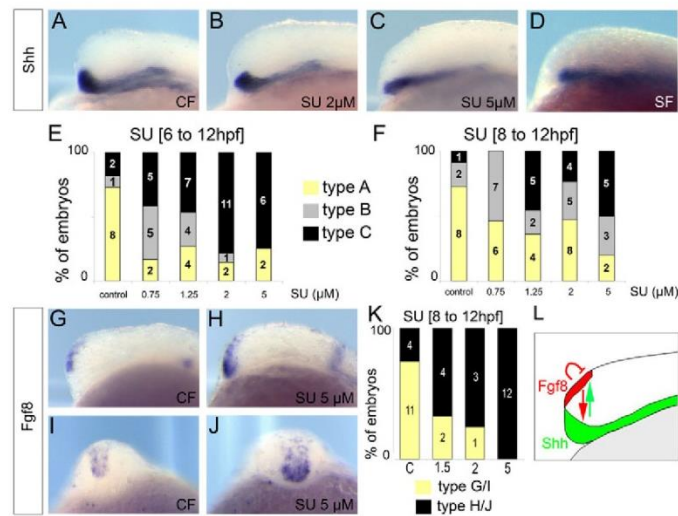 Shh
A
CF
B
SU 2µM
C
SU 5µM
D
SF
E
SU [6 to 12hpf]
% of embryos
100
0
2
1
8
5
5
2
7
4
4
11
1
2
6
2
control
0.75
1.25
2
5
SU (µM)
type A
type B
type C
F
SU [8 to 12hpf]
% of embryos
100
0
1
2
8
7
6
5
2
4
4
5
8
5
3
2
control
0.75
1.25
2
5
SU (µM)
Fgf8
G
CF
H
SU 5 µM
I
CF
J
SU 5 µM
K
SU [8 to 12hpf]
% of embryos
100
0
4
11
4
2
3
1
12
C
1.5
2
5
type G/I
type H/J
L
Fgf8
Shh